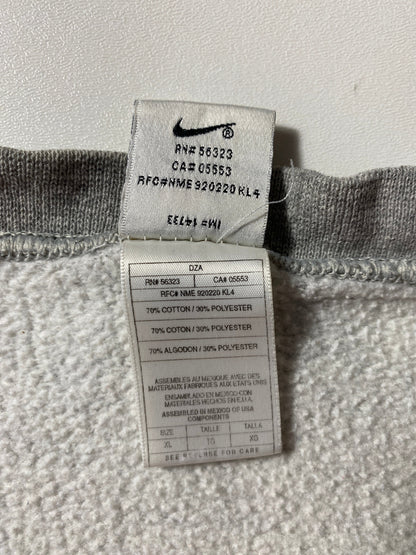 ®
RN# 56323
CA# 05553
RFC#NME 920220 KL4
IM# 14733
DZA
RN# 56323 CA# 05553
RFC# NME 920220 KL4
70% COTTON / 30% POLYESTER
70% COTON / 30% POLYESTER
70% ALGODON / 30% POLYESTER
ASSEMBLES AU MEXIQUE AVEC DES
MATERIAUX FABRIQUES AUX ETATS UNIS
ENSAMBLADO EN MEXICO CON
MATERIALES HECHOS EN E.U.A.
ASSEMBLED IN MEXICO OF USA
COMPONENTS
SIZE TAILLE TALLA
XL TG XG
SEE REVERSE FOR CARE